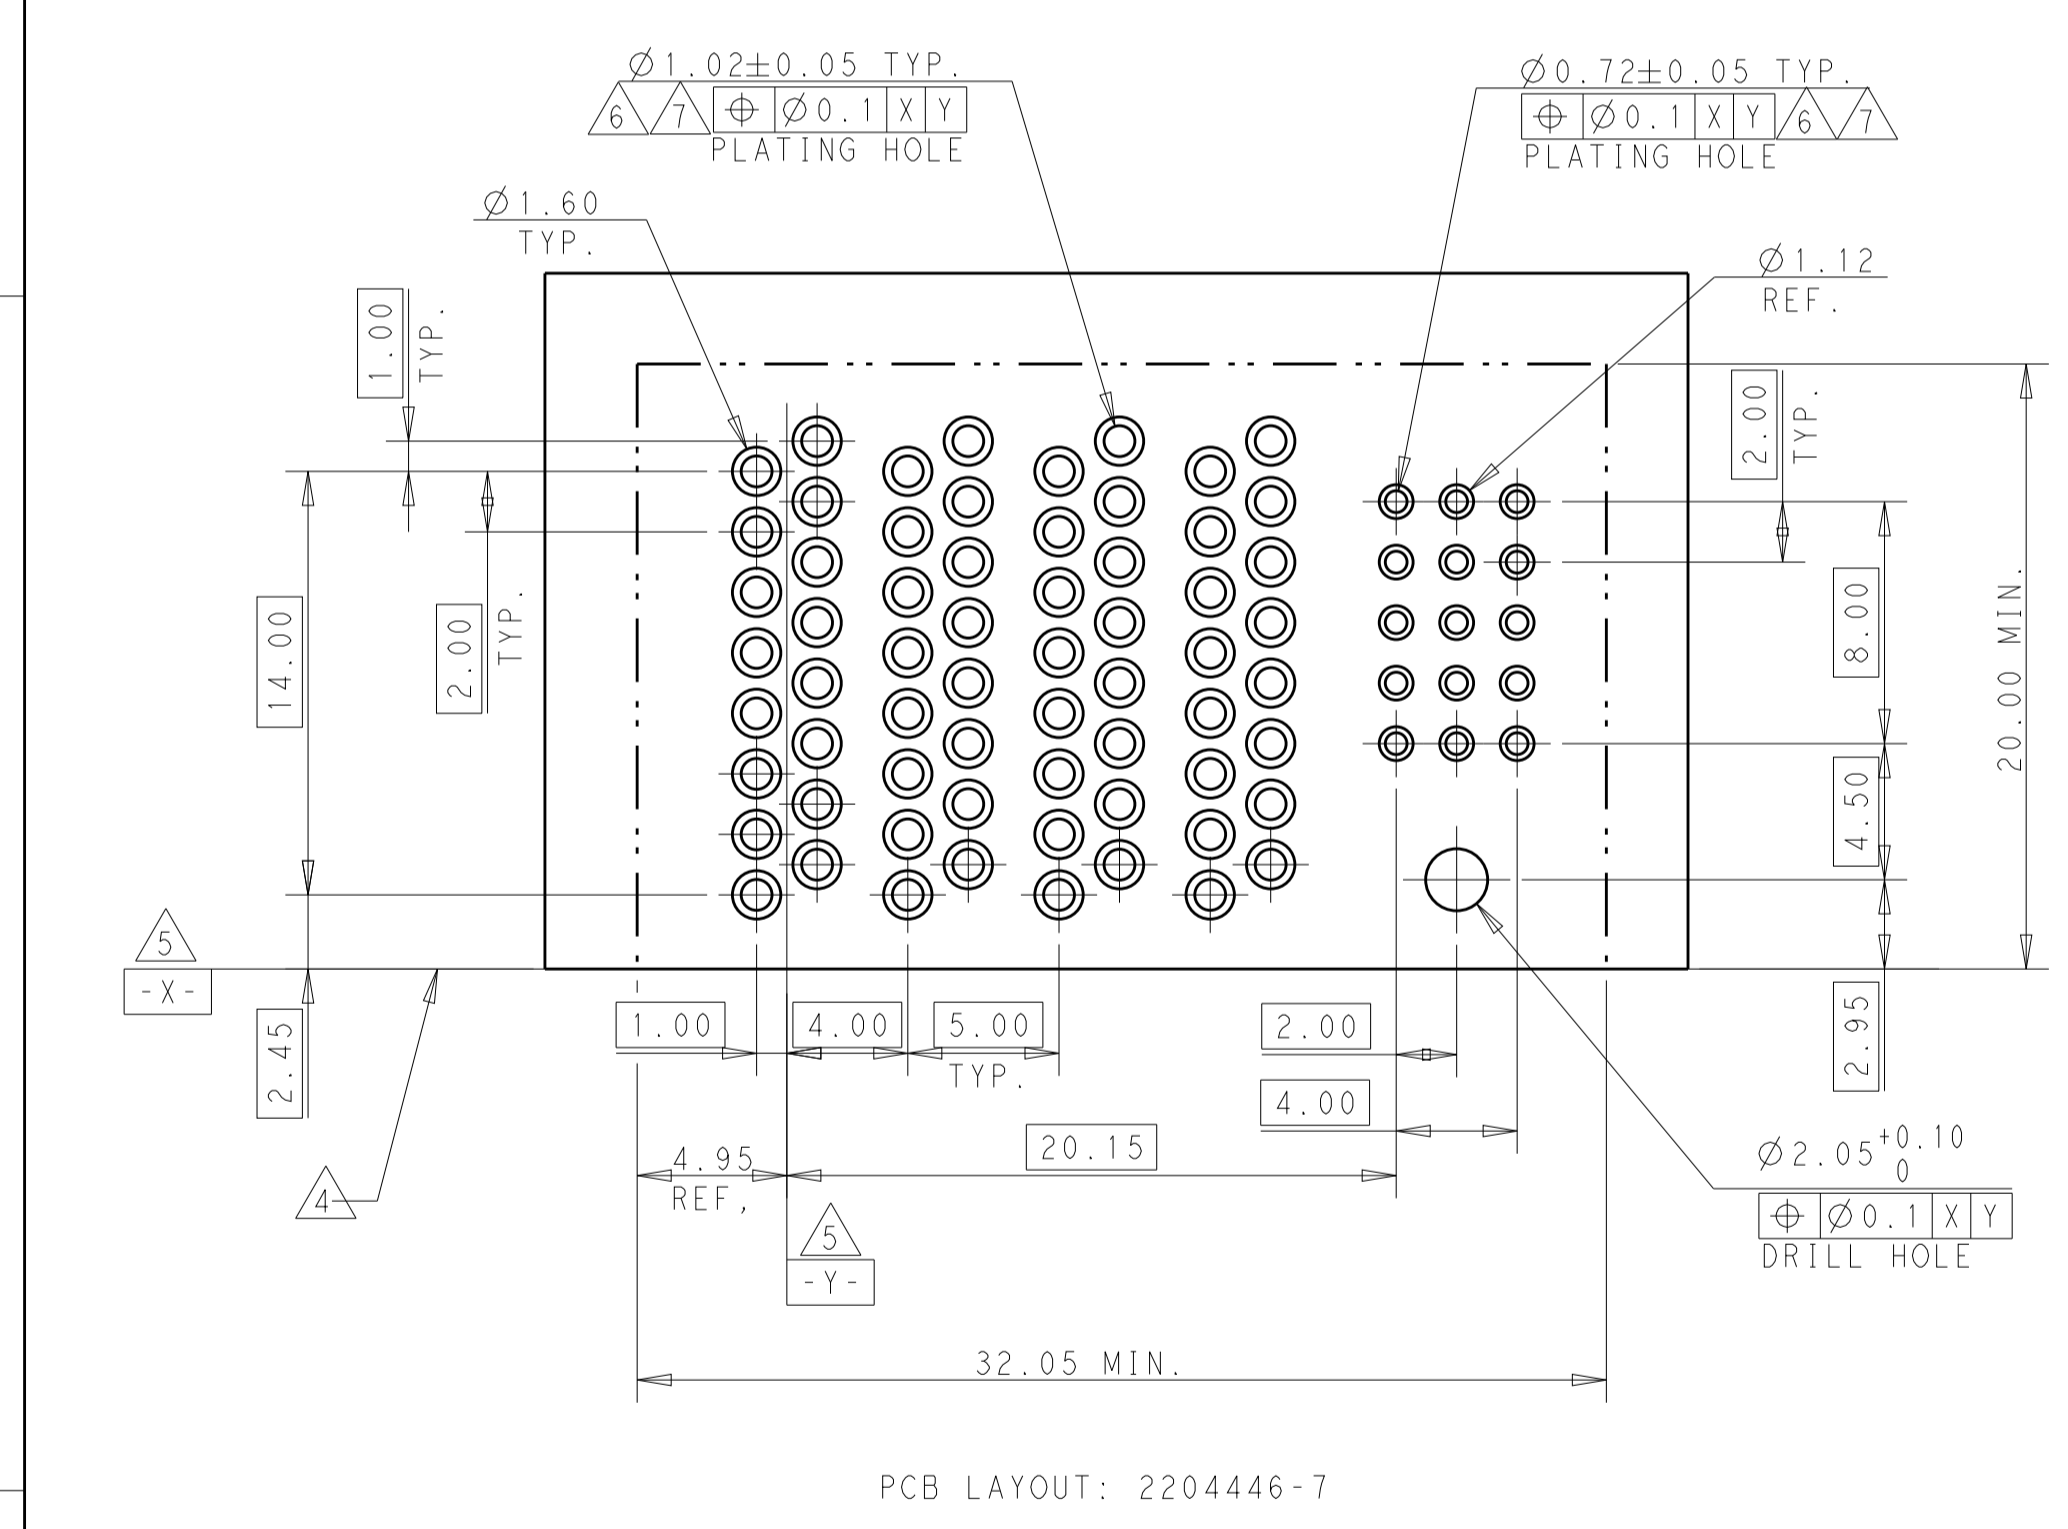 Ø1.02±0.05 TYP.
6 7 ⌖ Ø0.1 X Y
PLATING HOLE
Ø0.72±0.05 TYP.
⌖ Ø0.1 X Y 6 7
PLATING HOLE
Ø1.60
TYP.
Ø1.12
REF.
1.00
TYP.
2.00
TYP.
14.00
2.00
TYP.
8.00
20.00 MIN.
4.50
5
-X-
2.45
1.00
4.00
5.00
TYP.
2.00
4.00
2.95
4
4.95
REF,
20.15
5
-Y-
Ø2.05 +0.10
0
⌖ Ø0.1 X Y
DRILL HOLE
32.05 MIN.
PCB LAYOUT: 2204446-7